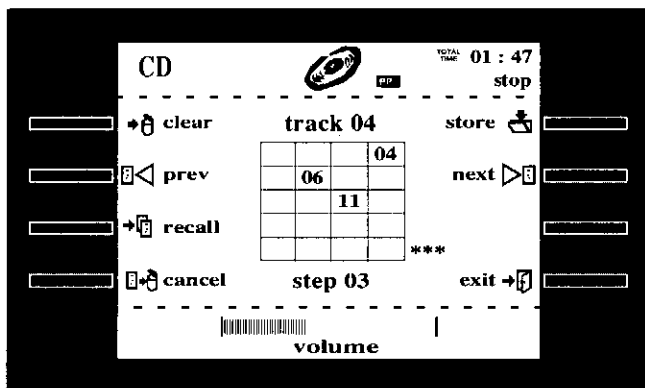 CD
TOTAL TIME 01 : 47
PP
stop
clear
track 04
store
04
prev
06
next
11
recall
***
cancel
step 03
exit
volume